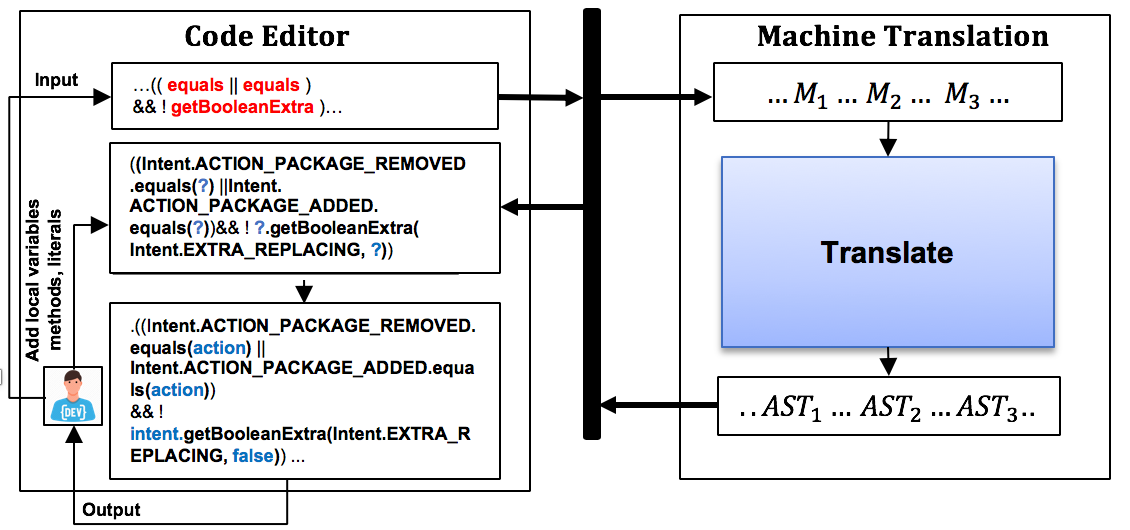 Code Editor
Input
…(( equals || equals )
&& ! getBooleanExtra )…
((Intent.ACTION_PACKAGE_REMOVED
.equals(?) ||Intent.
ACTION_PACKAGE_ADDED.
equals(?))&& ! ?.getBooleanExtra(
Intent.EXTRA_REPLACING, ?))
Add local variables
methods, literals
.((Intent.ACTION_PACKAGE_REMOVED.
equals(action) ||
Intent.ACTION_PACKAGE_ADDED.equa
ls(action))
&& !
intent.getBooleanExtra(Intent.EXTRA_R
EPLACING, false)) ...
{DEV}
Output
Machine Translation
… M₁ … M₂ … M₃ …
Translate
. . AST₁ … AST₂ … AST₃ . .